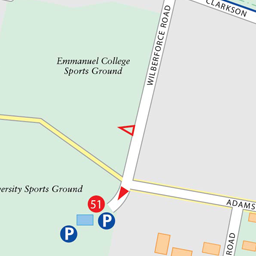 CLARKSON
WILBERFORCE ROAD
Emmanuel College
Sports Ground
ersity Sports Ground
51
P
P
ADAMS
ROAD